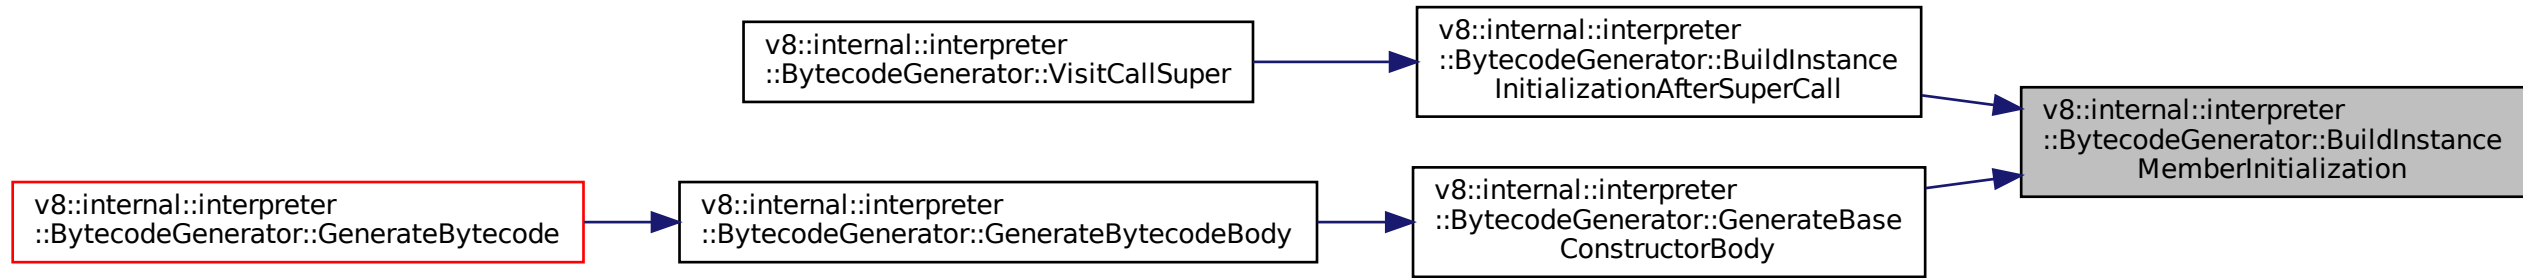 v8::internal::interpreter
::BytecodeGenerator::VisitCallSuper
v8::internal::interpreter
::BytecodeGenerator::BuildInstance
InitializationAfterSuperCall
v8::internal::interpreter
::BytecodeGenerator::BuildInstance
MemberInitialization
v8::internal::interpreter
::BytecodeGenerator::GenerateBytecode
v8::internal::interpreter
::BytecodeGenerator::GenerateBytecodeBody
v8::internal::interpreter
::BytecodeGenerator::GenerateBase
ConstructorBody